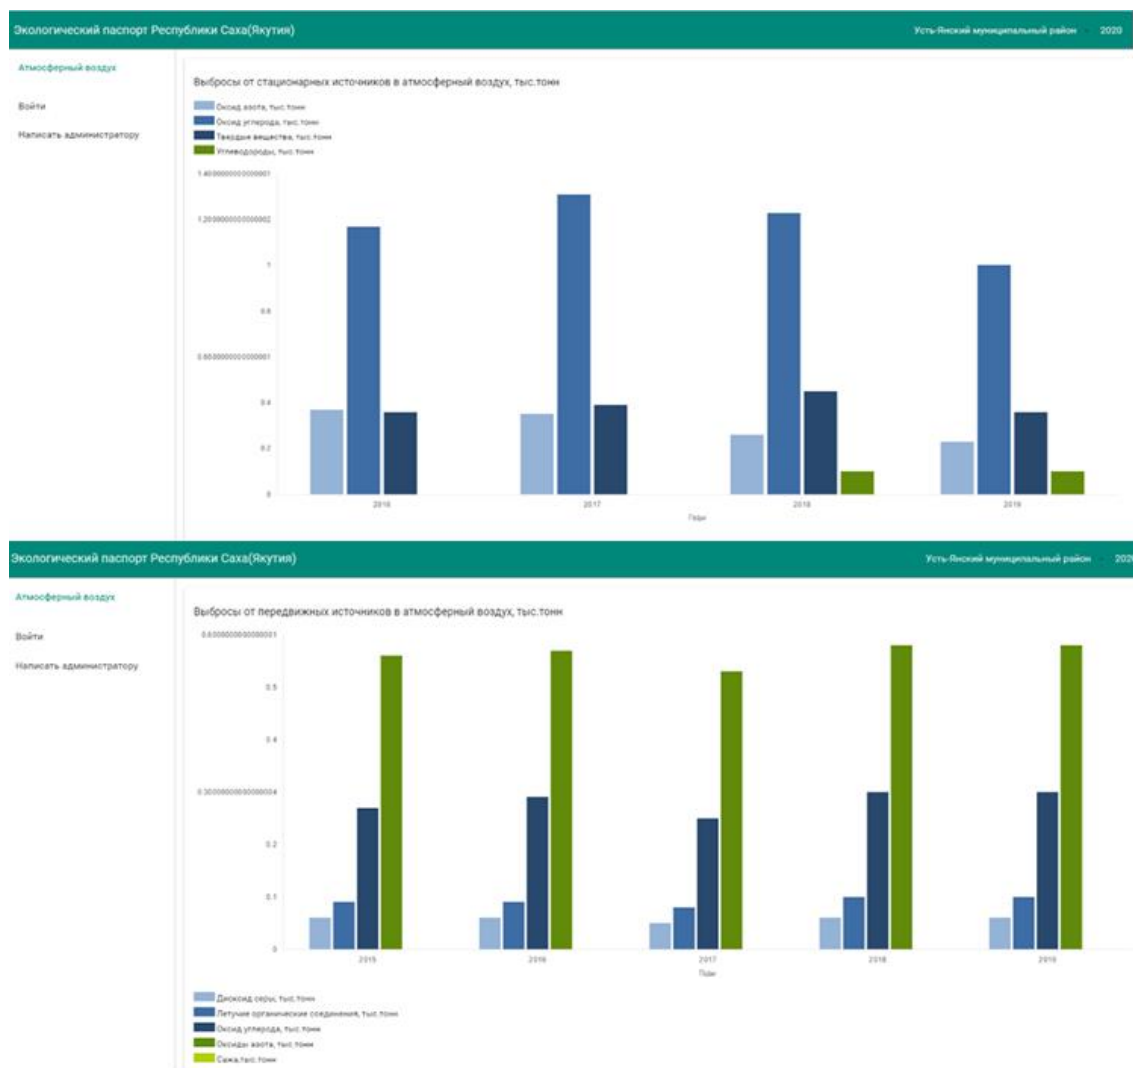 Экологический паспорт Республики Саха(Якутия)
Усть-Янский муниципальный район
2020
Атмосферный воздух
Войти
Написать администратору
Выбросы от стационарных источников в атмосферный воздух, тыс.тонн
Оксид азота, тыс.тонн
Оксид углерода, тыс.тонн
Твердые вещества, тыс.тонн
Углеводороды, тыс.тонн
1.4000000000000001
1.2000000000000002
1
0.8
0.6000000000000001
0.4
0.2
0
2016
2017
2018
2019
Годы
Экологический паспорт Республики Саха(Якутия)
Усть-Янский муниципальный район
2020
Атмосферный воздух
Войти
Написать администратору
Выбросы от передвижных источников в атмосферный воздух, тыс.тонн
0.6000000000000001
0.5
0.4
0.30000000000000004
0.2
0.1
0
2015
2016
2017
2018
2019
Годы
Диоксид серы, тыс.тонн
Летучие органические соединения, тыс.тонн
Оксид углерода, тыс.тонн
Оксиды азота, тыс.тонн
Сажа,тыс.тонн